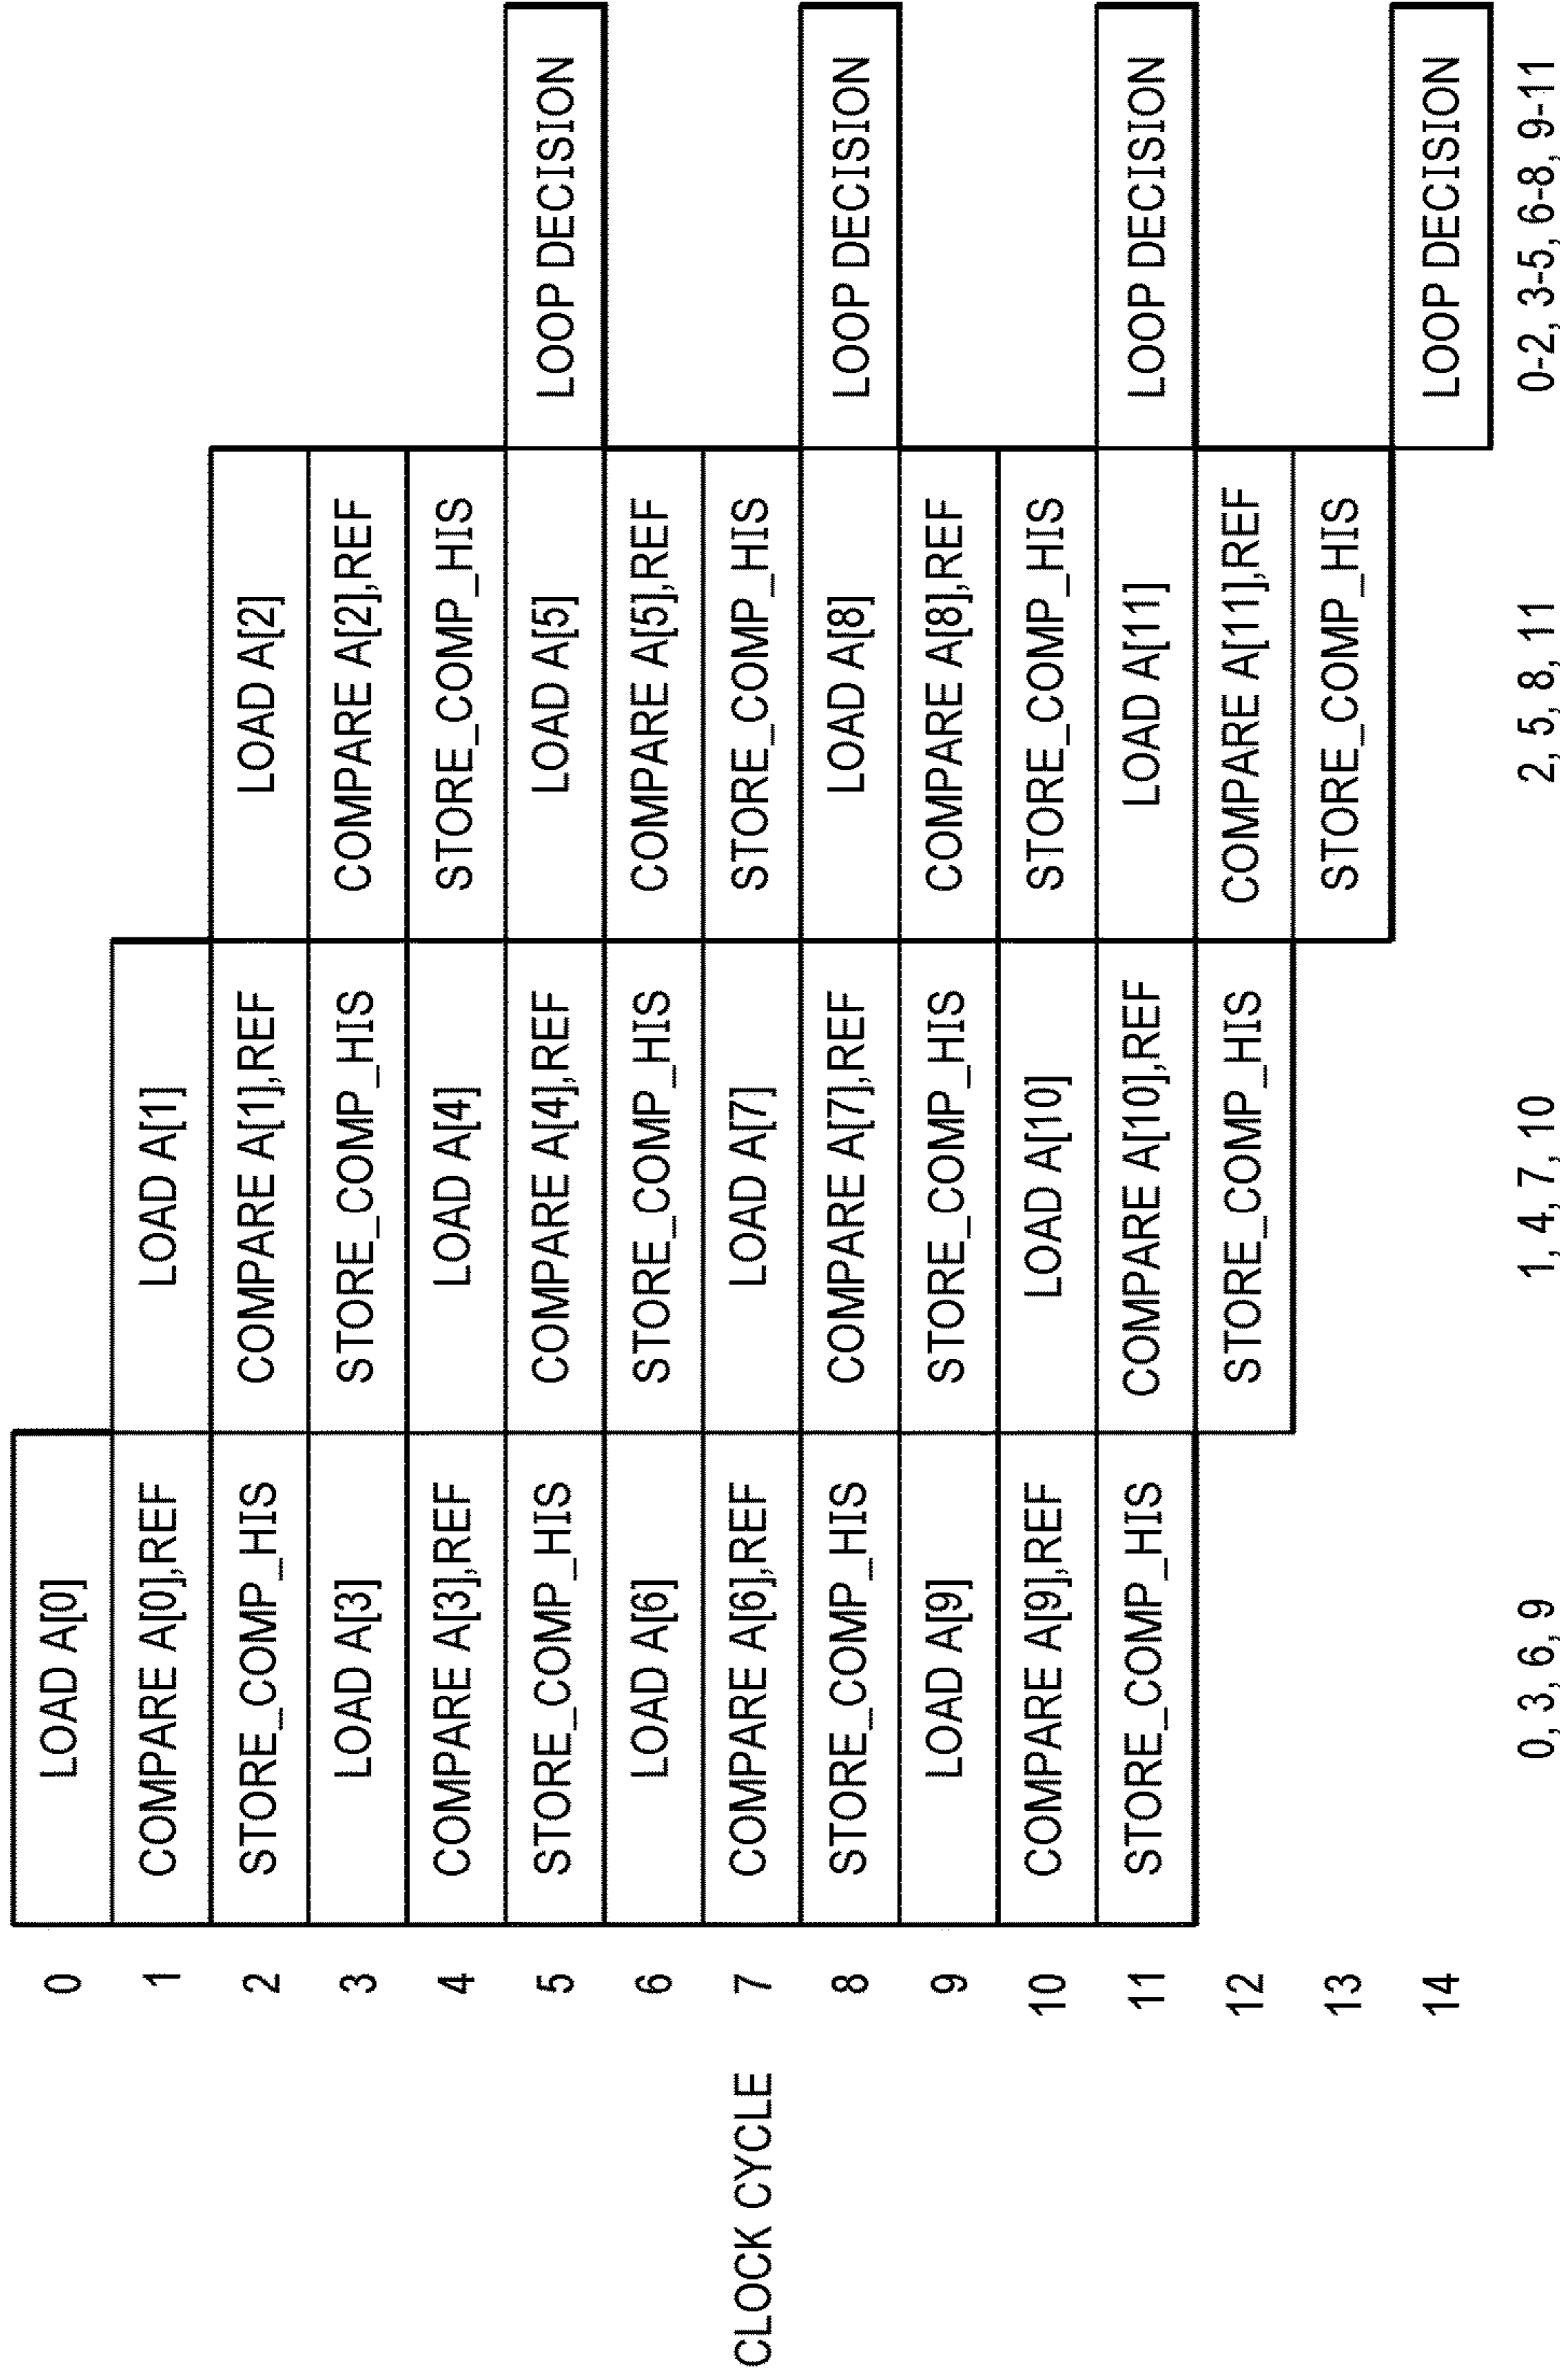 0 LOAD A[0]
1 COMPARE A[0],REF LOAD A[1]
2 STORE_COMP_HIS COMPARE A[1],REF LOAD A[2]
3 LOAD A[3] STORE_COMP_HIS COMPARE A[2],REF
4 COMPARE A[3],REF LOAD A[4] STORE_COMP_HIS
5 STORE_COMP_HIS COMPARE A[4],REF LOAD A[5] LOOP DECISION
6 LOAD A[6] STORE_COMP_HIS COMPARE A[5],REF
CLOCK CYCLE 7 COMPARE A[6],REF LOAD A[7] STORE_COMP_HIS
8 STORE_COMP_HIS COMPARE A[7],REF LOAD A[8] LOOP DECISION
9 LOAD A[9] STORE_COMP_HIS COMPARE A[8],REF
10 COMPARE A[9],REF LOAD A[10] STORE_COMP_HIS
11 STORE_COMP_HIS COMPARE A[10],REF LOAD A[11] LOOP DECISION
12 STORE_COMP_HIS COMPARE A[11],REF
13 STORE_COMP_HIS
14 LOOP DECISION
0, 3, 6, 9 1, 4, 7, 10 2, 5, 8, 11 0-2, 3-5, 6-8, 9-11